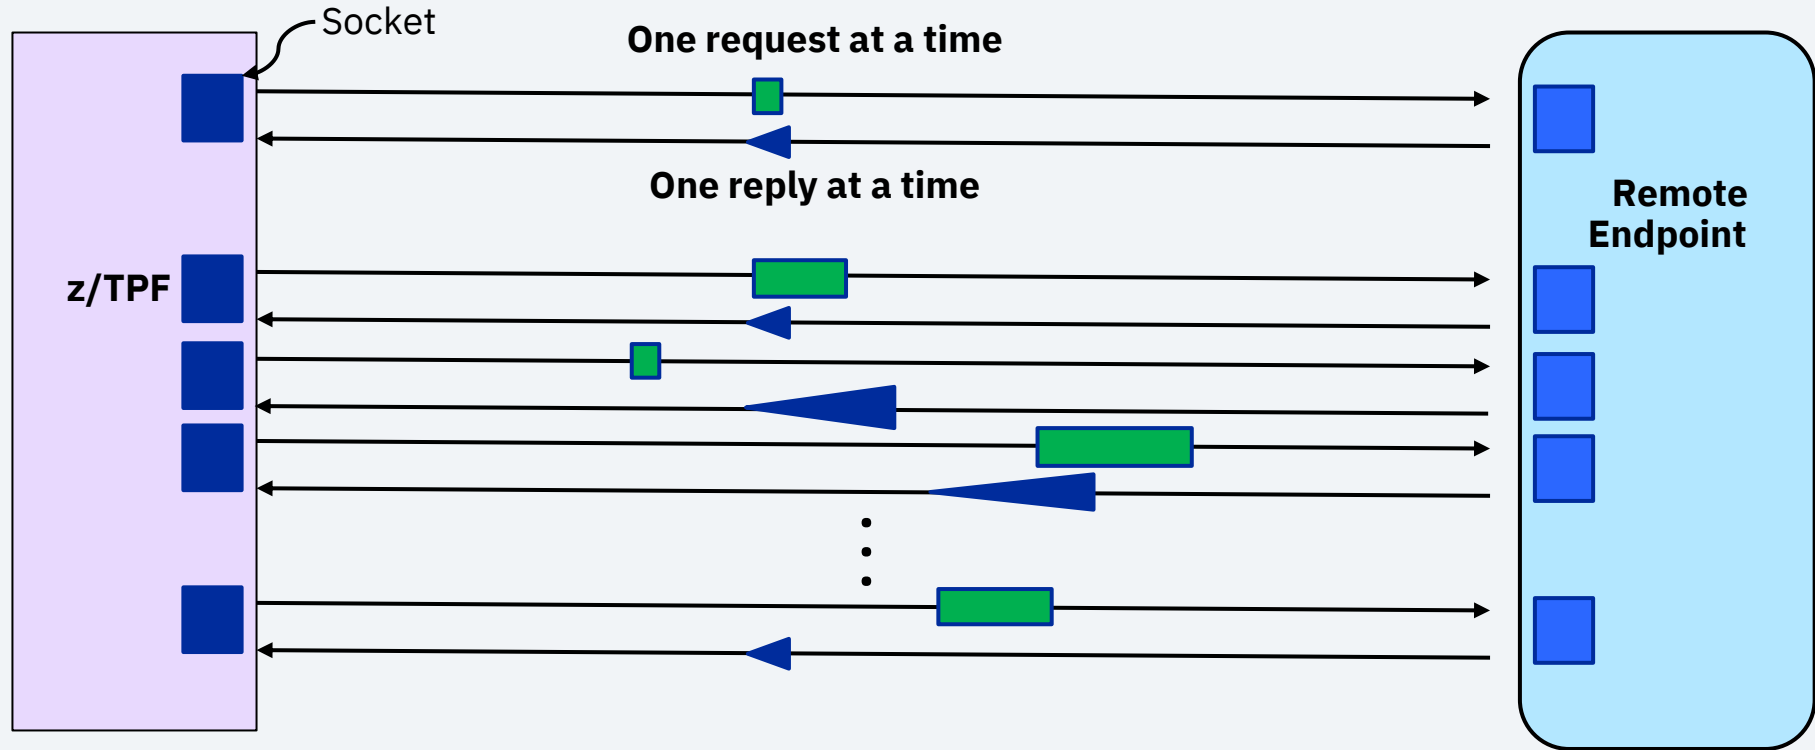 Socket
One request at a time
One reply at a time
Remote
Endpoint
z/TPF